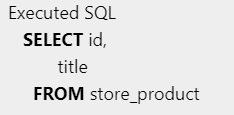 Executed SQL
SELECT id,
title
FROM store_product